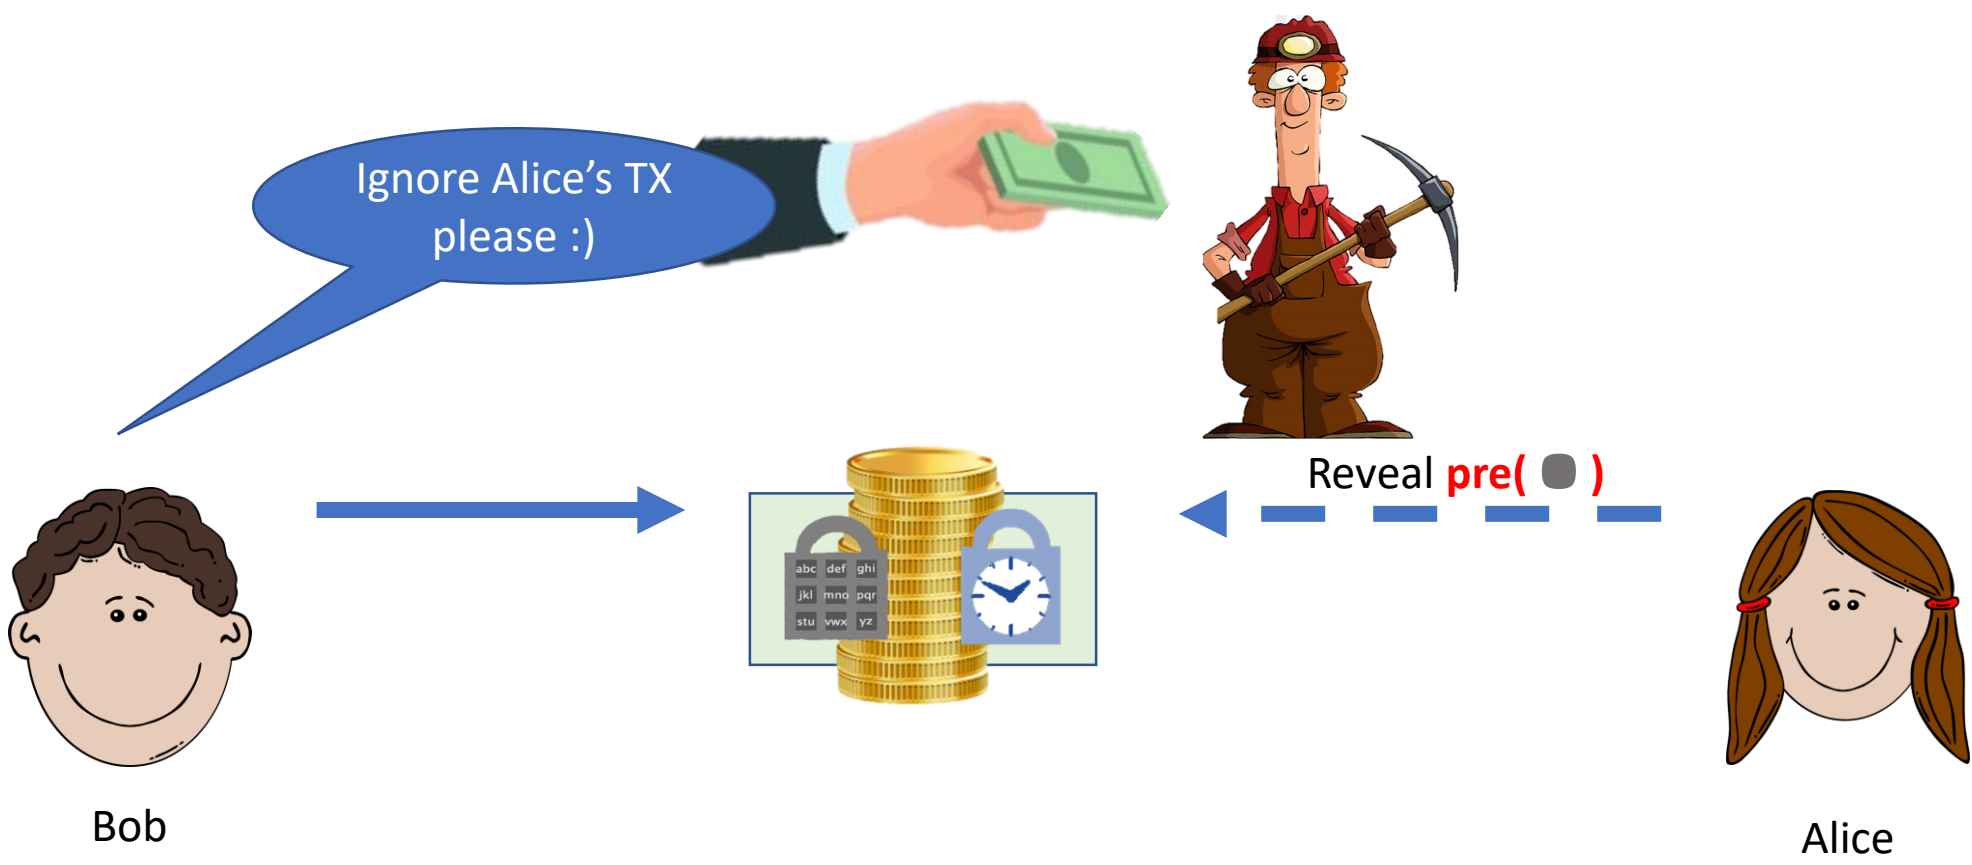 Ignore Alice’s TX
please :)
Reveal pre( )
abc def ghi
jkl mno pqr
stu vwx yz
Bob
Alice